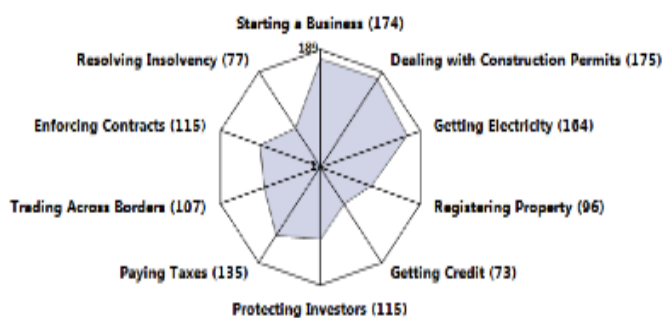 Starting a Business (174)
189
Resolving Insolvency (77)
Dealing with Construction Permits (175)
Enforcing Contracts (115)
Getting Electricity (164)
1
Trading Across Borders (107)
Registering Property (96)
Paying Taxes (135)
Getting Credit (73)
Protecting Investors (115)